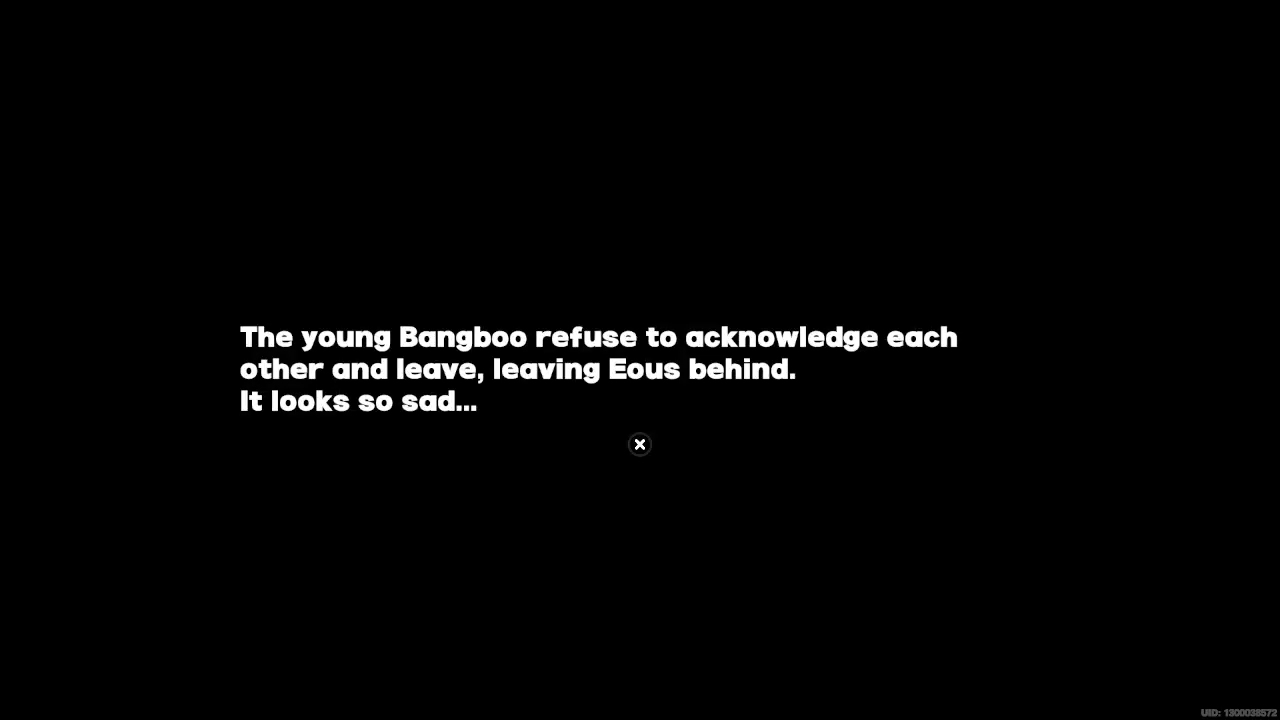 The young Bangboo refuse to acknowledge each
other and leave, leaving Eous behind.
It looks so sad...
UID: 1300038572